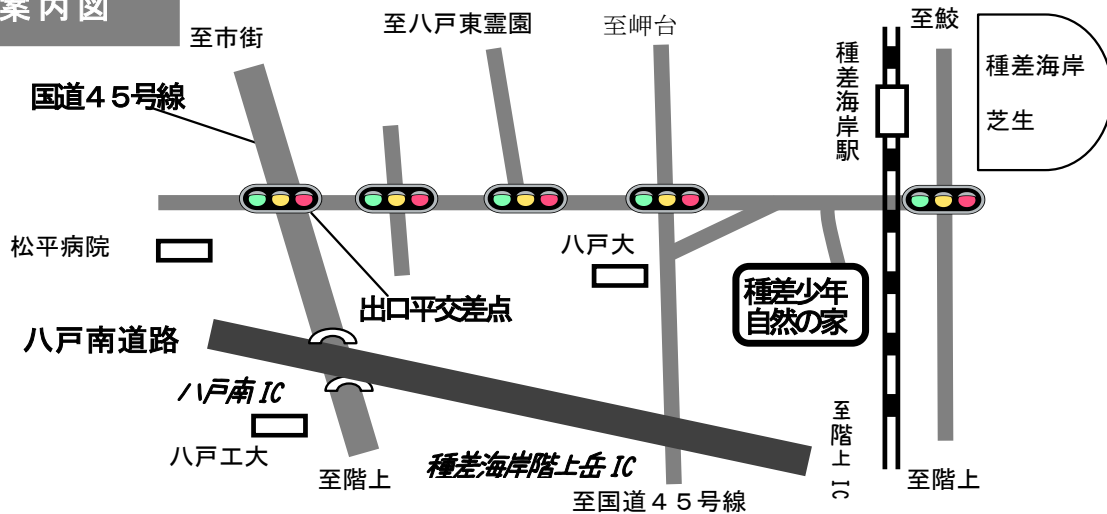 案内図
至市街
至八戸東霊園
至岬台
至鮫
種差海岸
芝生
種差海岸駅
国道４５号線
松平病院
八戸大
種差少年
自然の家
出口平交差点
八戸南道路
八戸南IC
八戸工大
至階上
種差海岸階上岳IC
至国道４５号線
至階上IC
至階上